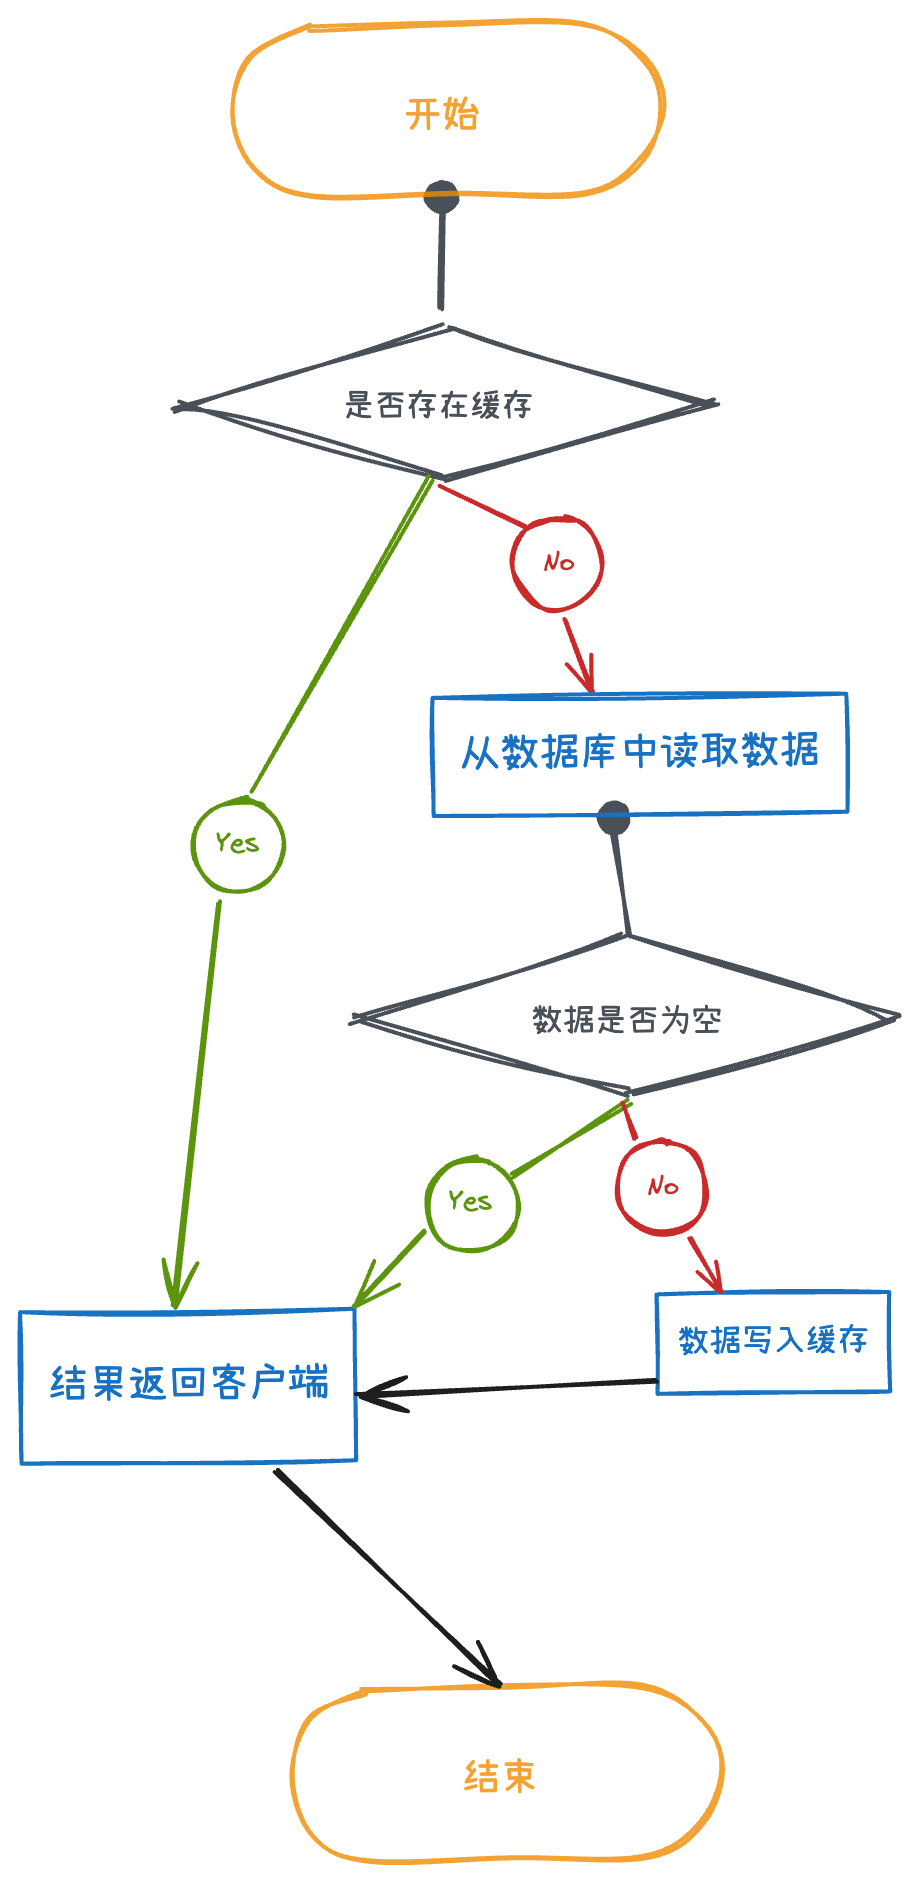 开始
是否存在缓存
No
从数据库中读取数据
Yes
数据是否为空
Yes
No
数据写入缓存
结果返回客户端
结束